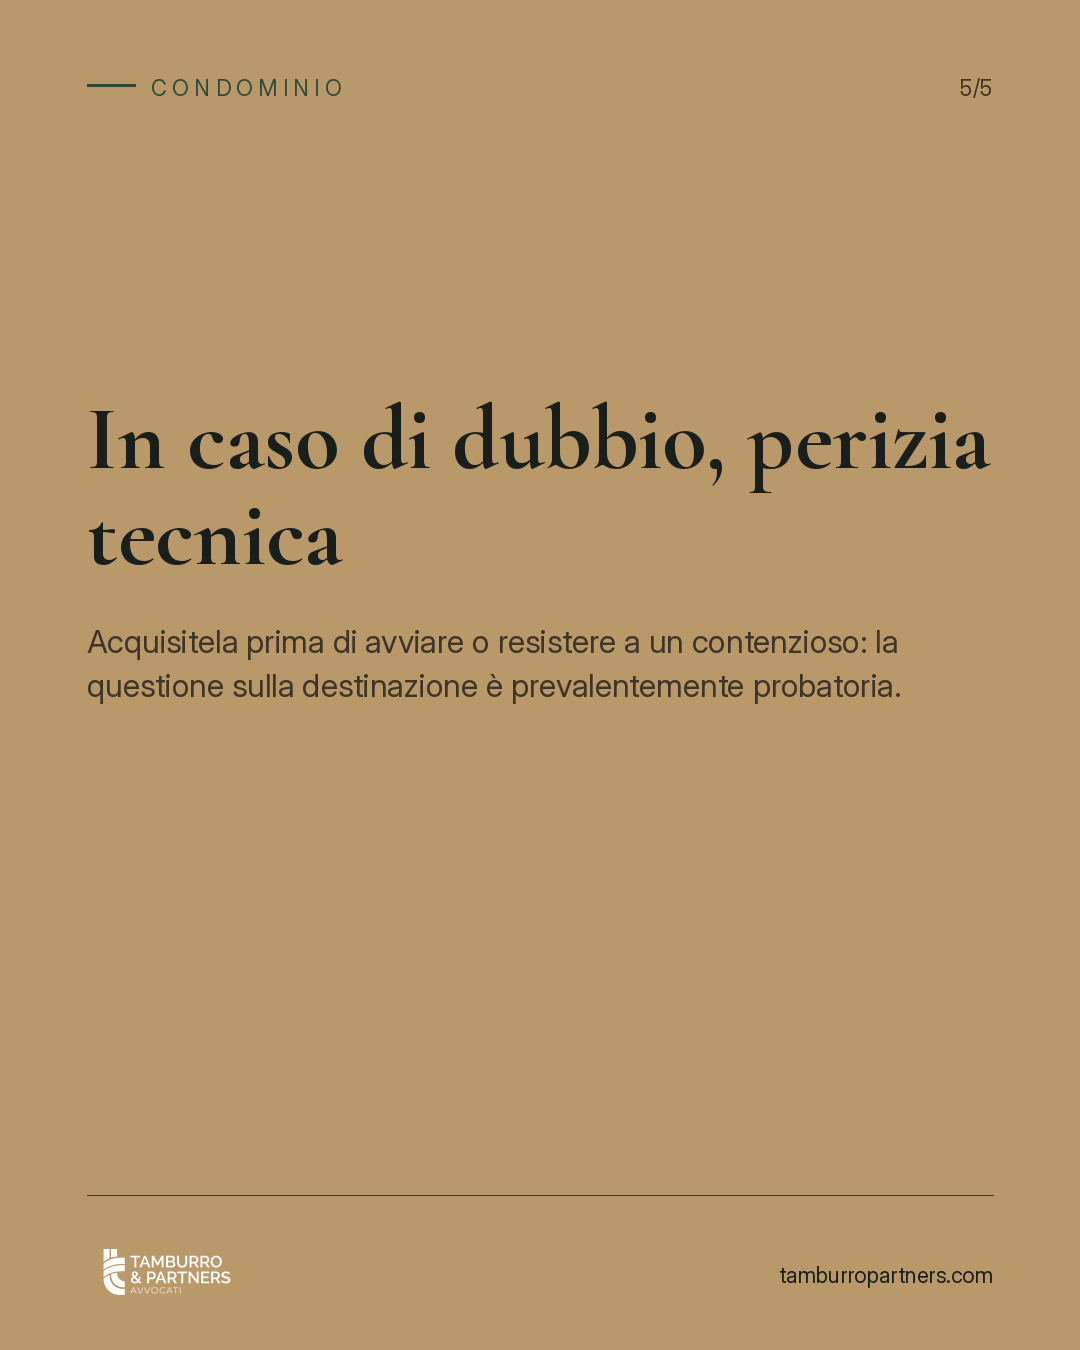 CONDOMINIO
5/5
In caso di dubbio, perizia
tecnica
Acquisitela prima di avviare o resistere a un contenzioso: la
questione sulla destinazione è prevalentemente probatoria.
TAMBURRO
& PARTNERS
AVVOCATI
tamburropartners.com